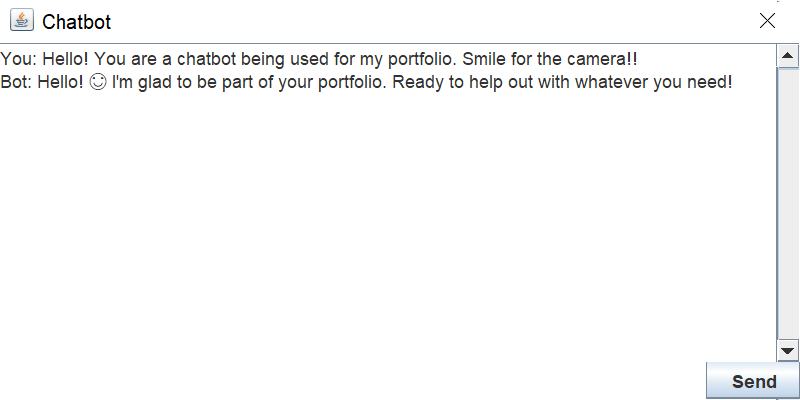 Chatbot
You: Hello! You are a chatbot being used for my portfolio. Smile for the camera!!
Bot: Hello! ☺ I'm glad to be part of your portfolio. Ready to help out with whatever you need!
Send